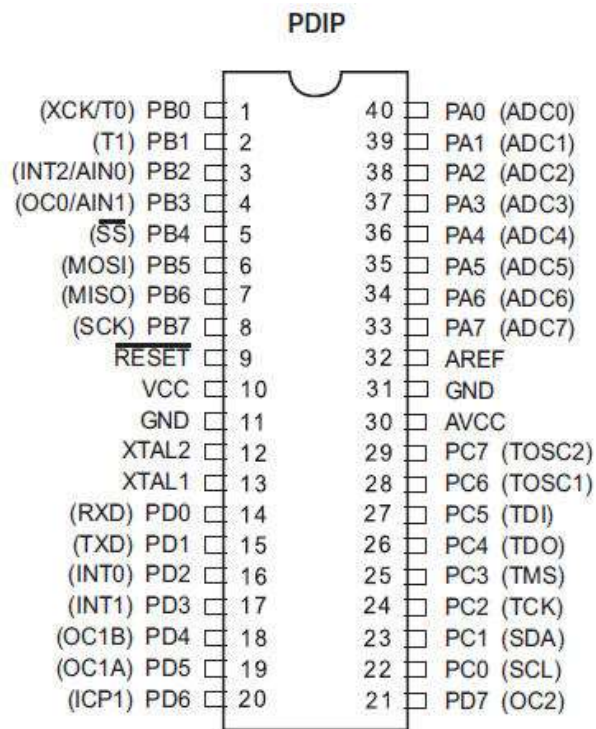 PDIP
(XCK/T0) PB0 1 40 PA0 (ADC0)
(T1) PB1 2 39 PA1 (ADC1)
(INT2/AIN0) PB2 3 38 PA2 (ADC2)
(OC0/AIN1) PB3 4 37 PA3 (ADC3)
(SS) PB4 5 36 PA4 (ADC4)
(MOSI) PB5 6 35 PA5 (ADC5)
(MISO) PB6 7 34 PA6 (ADC6)
(SCK) PB7 8 33 PA7 (ADC7)
RESET 9 32 AREF
VCC 10 31 GND
GND 11 30 AVCC
XTAL2 12 29 PC7 (TOSC2)
XTAL1 13 28 PC6 (TOSC1)
(RXD) PD0 14 27 PC5 (TDI)
(TXD) PD1 15 26 PC4 (TDO)
(INT0) PD2 16 25 PC3 (TMS)
(INT1) PD3 17 24 PC2 (TCK)
(OC1B) PD4 18 23 PC1 (SDA)
(OC1A) PD5 19 22 PC0 (SCL)
(ICP1) PD6 20 21 PD7 (OC2)